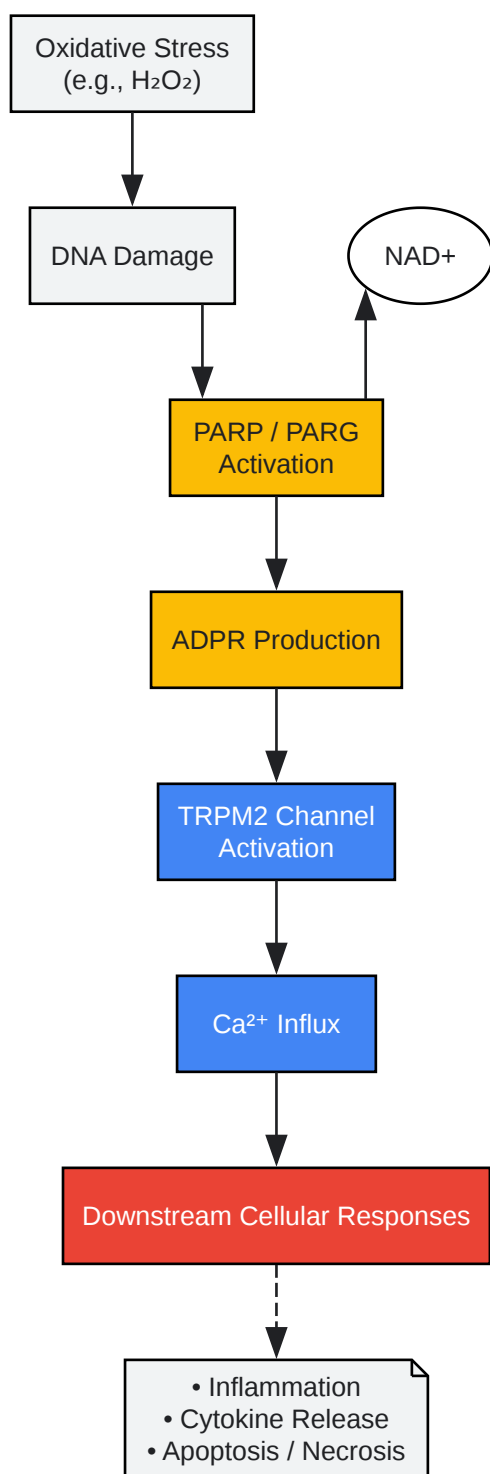 Oxidative Stress
(e.g., H₂O₂)
DNA Damage
NAD+
PARP / PARG
Activation
ADPR Production
TRPM2 Channel
Activation
Ca²⁺ Influx
Downstream Cellular Responses
• Inflammation
• Cytokine Release
• Apoptosis / Necrosis